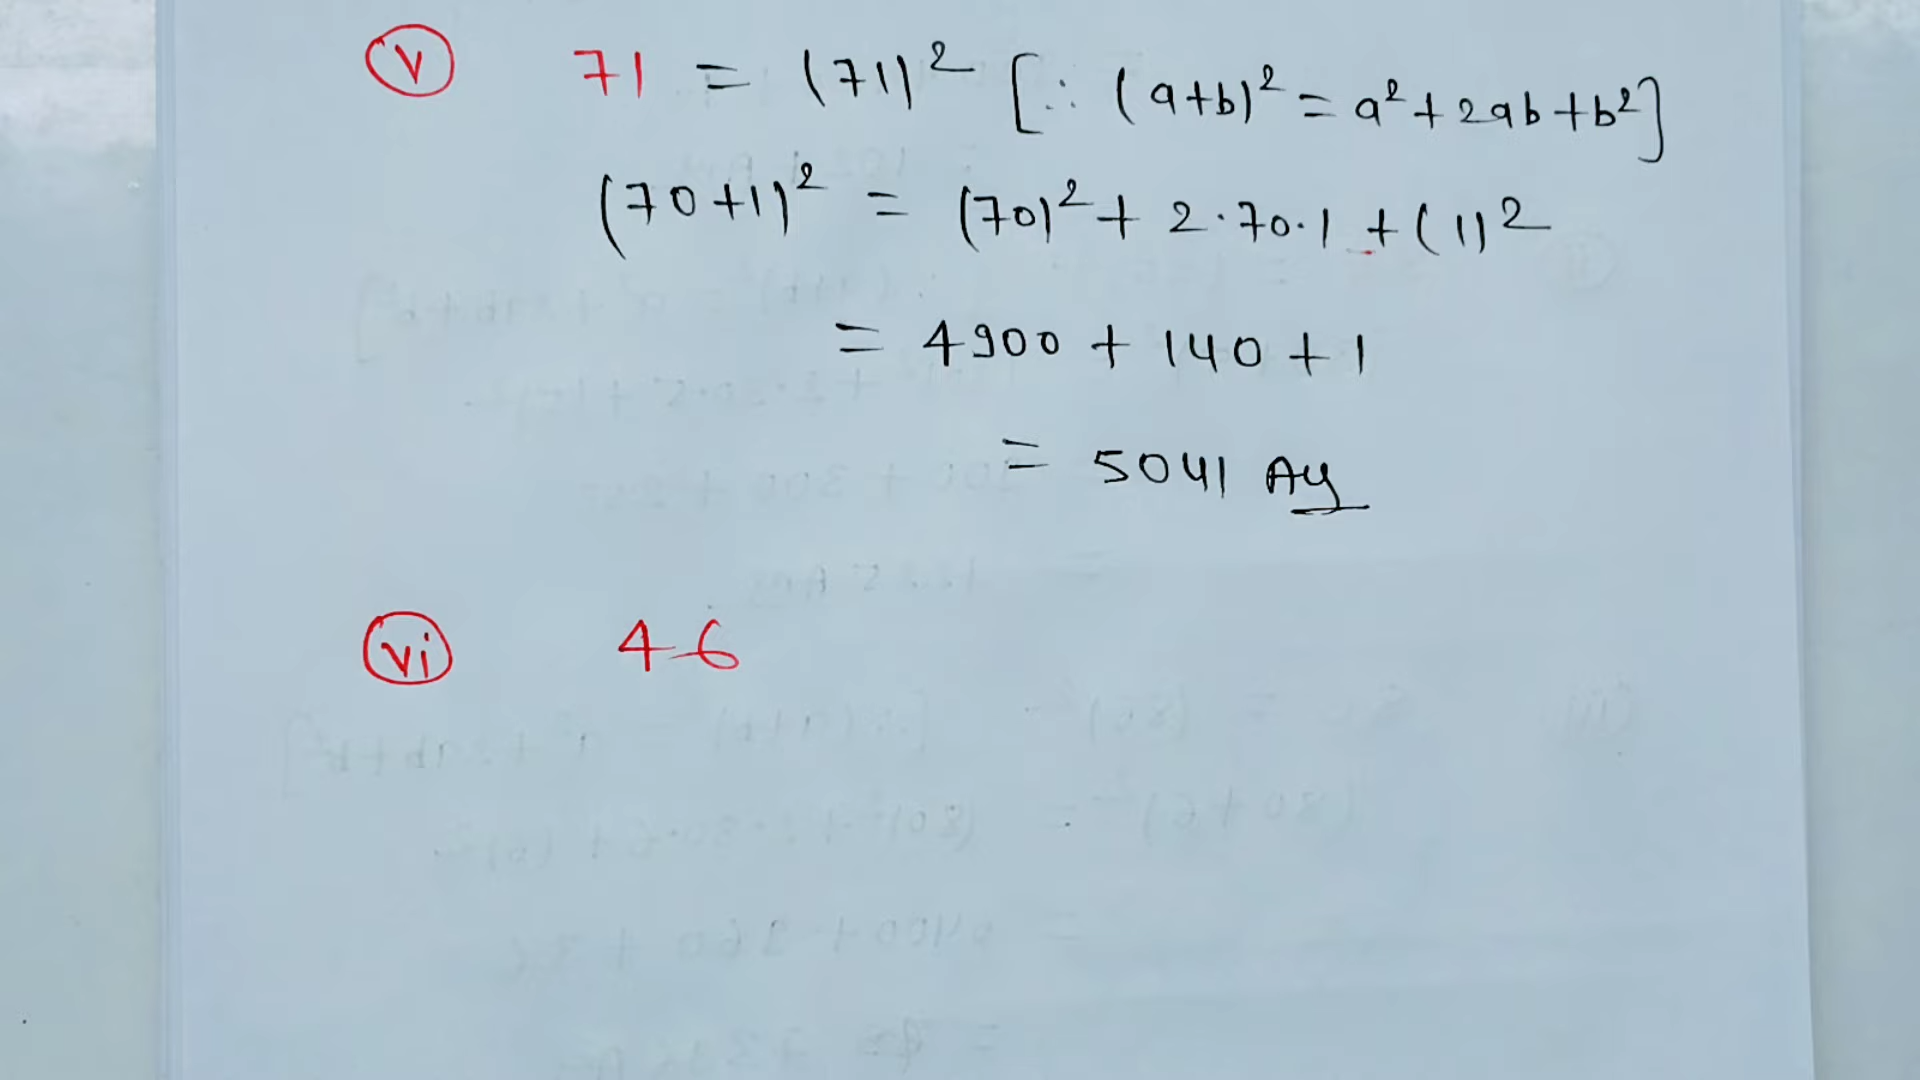 (v) 71 = (71)² [∴ (a+b)² = a² + 2ab + b²]
(70+1)² = (70)² + 2·70·1 + (1)²
= 4900 + 140 + 1
= 5041 Ans
(vi) 46